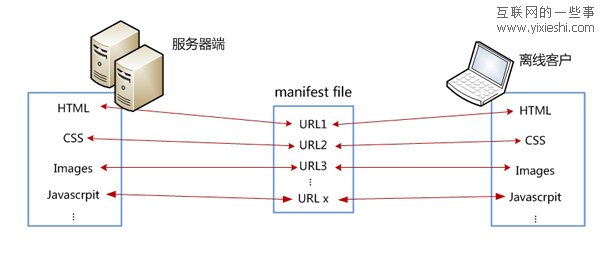 互联网的一些事
www.yixieshi.com
服务器端
离线客户
manifest file
HTML
CSS
Images
Javascrpit
⋮
URL1
URL2
URL3
⋮
URL x
HTML
CSS
Images
Javascrpit
⋮